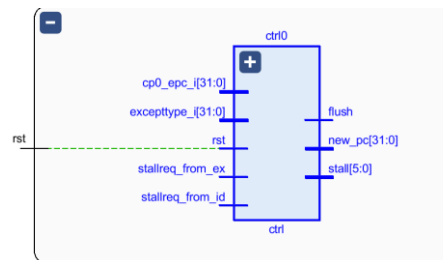 ctrl0
cp0_epc_i[31:0]
excepttype_i[31:0]
flush
rst
rst
new_pc[31:0]
stallreq_from_ex
stall[5:0]
stallreq_from_id
ctrl